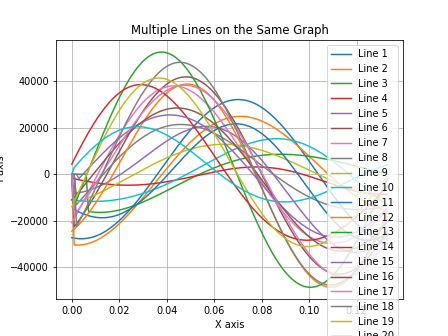 Multiple Lines on the Same Graph
40000
20000
0
−20000
−40000
0.00 0.02 0.04 0.06 0.08 0.10
X axis
axis
Line 1
Line 2
Line 3
Line 4
Line 5
Line 6
Line 7
Line 8
Line 9
Line 10
Line 11
Line 12
Line 13
Line 14
Line 15
Line 16
Line 17
Line 18
Line 19
Line 20